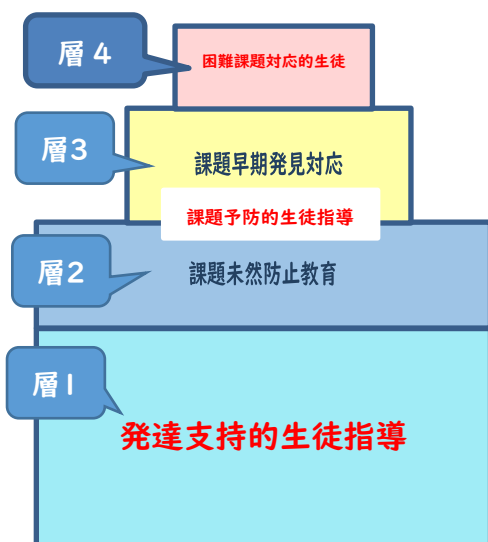 層4
困難課題対応的生徒
層3
課題早期発見対応
課題予防的生徒指導
層2
課題未然防止教育
層1
発達支持的生徒指導